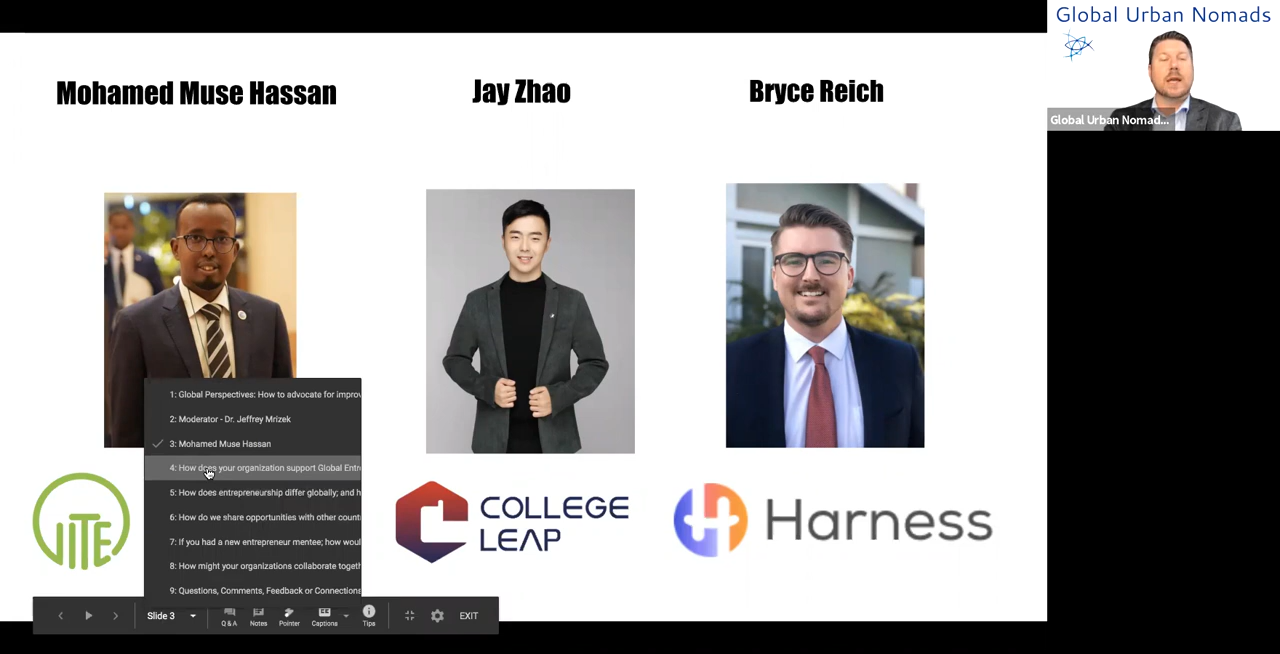 Global Urban Nomads
Global Urban Nomad...
Mohamed Muse Hassan
Jay Zhao
Bryce Reich
1: Global Perspectives: How to advocate for improv
2: Moderator - Dr. Jeffrey Mrizek
3: Mohamed Muse Hassan
4: How does your organization support Global Entr
5: How does entrepreneurship differ globally; and h
6: How do we share opportunities with other count
7: If you had a new entrepreneur mentee; how woul
8: How might your organizations collaborate togeth
9: Questions, Comments, Feedback or Connections
iiTE
COLLEGE
LEAP
Harness
Slide 3
Q & A
Notes
Pointer
Captions
Tips
EXIT